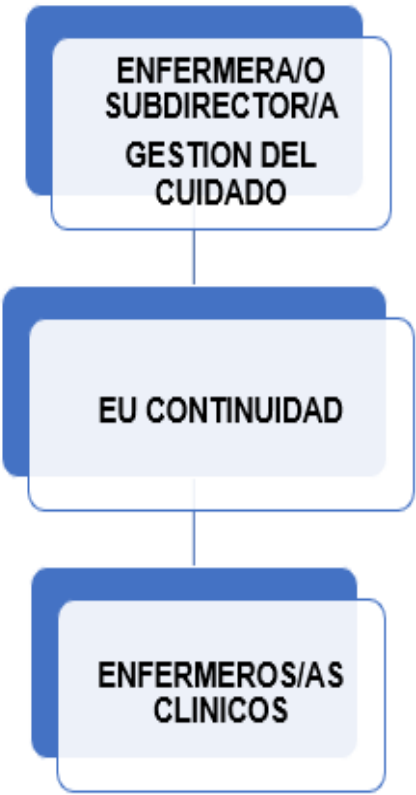 ENFERMERA/O
SUBDIRECTOR/A
GESTION DEL
CUIDADO
EU CONTINUIDAD
ENFERMEROS/AS
CLINICOS